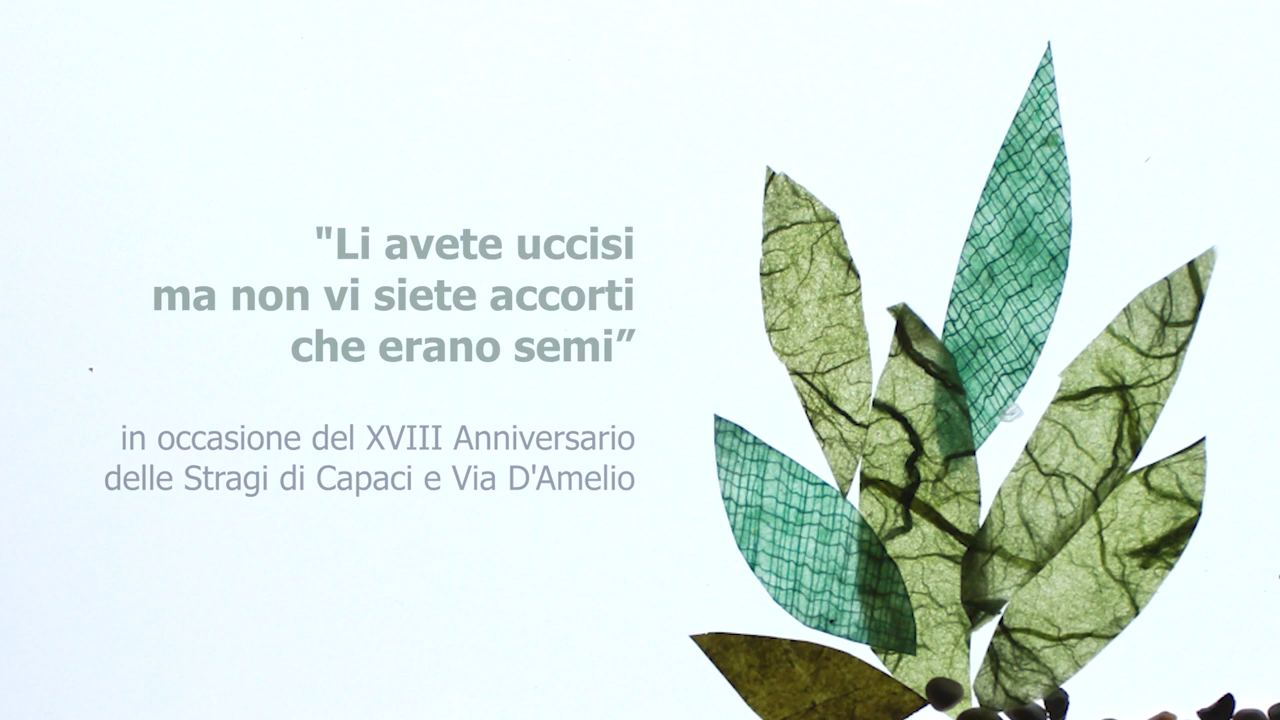 "Li avete uccisi
ma non vi siete accorti
che erano semi”
in occasione del XVIII Anniversario
delle Stragi di Capaci e Via D'Amelio